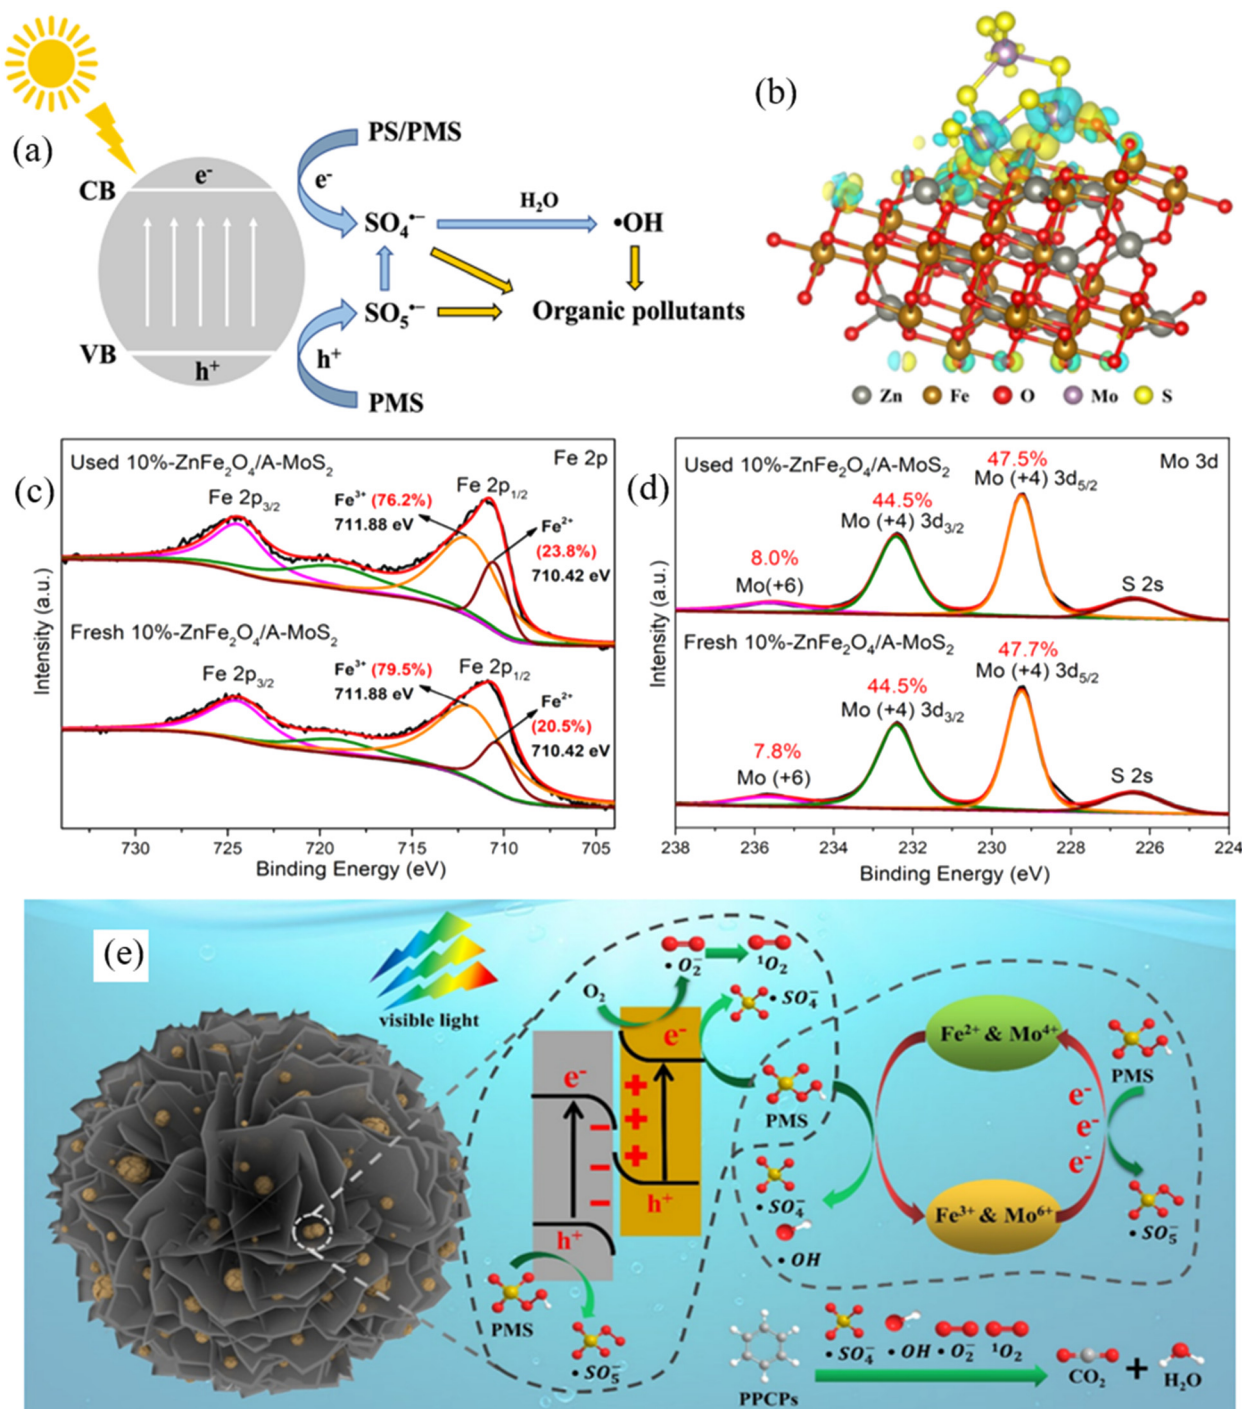 (a)
PS/PMS
CB
e⁻
e⁻
SO₄•⁻
H₂O
•OH
SO₅•⁻
Organic pollutants
VB
h⁺
h⁺
PMS
(b)
Zn Fe O Mo S
(c)
Used 10%-ZnFe₂O₄/A-MoS₂
Fe 2p
Fe 2p₃/₂
Fe³⁺ (76.2%)
711.88 eV
Fe 2p₁/₂
Fe²⁺
(23.8%)
710.42 eV
Fresh 10%-ZnFe₂O₄/A-MoS₂
Fe 2p₃/₂
Fe³⁺ (79.5%)
711.88 eV
Fe 2p₁/₂
Fe²⁺
(20.5%)
710.42 eV
Intensity (a.u.)
730 725 720 715 710 705
Binding Energy (eV)
(d)
Used 10%-ZnFe₂O₄/A-MoS₂
Mo 3d
47.5%
Mo (+4) 3d₅/₂
44.5%
Mo (+4) 3d₃/₂
8.0%
Mo(+6)
S 2s
Fresh 10%-ZnFe₂O₄/A-MoS₂
47.7%
Mo (+4) 3d₅/₂
44.5%
Mo (+4) 3d₃/₂
7.8%
Mo (+6)
S 2s
Intensity (a.u.)
238 236 234 232 230 228 226 224
Binding Energy (eV)
(e)
visible light
O₂
• O₂⁻
¹O₂
• SO₄⁻
e⁻
e⁻
h⁺
h⁺
PMS
• SO₅⁻
PMS
• SO₄⁻
• OH
Fe²⁺ & Mo⁴⁺
Fe³⁺ & Mo⁶⁺
PMS
e⁻
e⁻
e⁻
• SO₅⁻
PPCPs
• SO₄⁻ • OH • O₂⁻ ¹O₂
CO₂ + H₂O